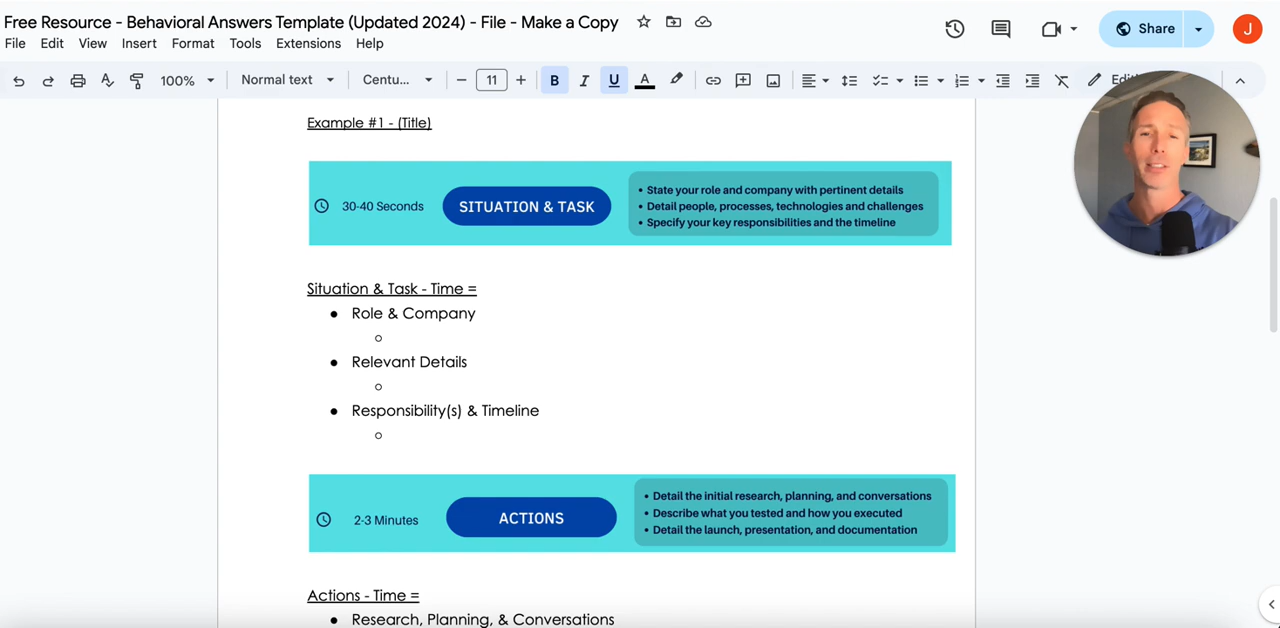 Free Resource - Behavioral Answers Template (Updated 2024) - File - Make a Copy
File Edit View Insert Format Tools Extensions Help
Share
J
100% Normal text Centu... 11 B I U A
Example #1 - (Title)
30-40 Seconds
SITUATION & TASK
• State your role and company with pertinent details
• Detail people, processes, technologies and challenges
• Specify your key responsibilities and the timeline
Situation & Task - Time =
● Role & Company
○
● Relevant Details
○
● Responsibility(s) & Timeline
○
2-3 Minutes
ACTIONS
• Detail the initial research, planning, and conversations
• Describe what you tested and how you executed
• Detail the launch, presentation, and documentation
Actions - Time =
● Research, Planning, & Conversations